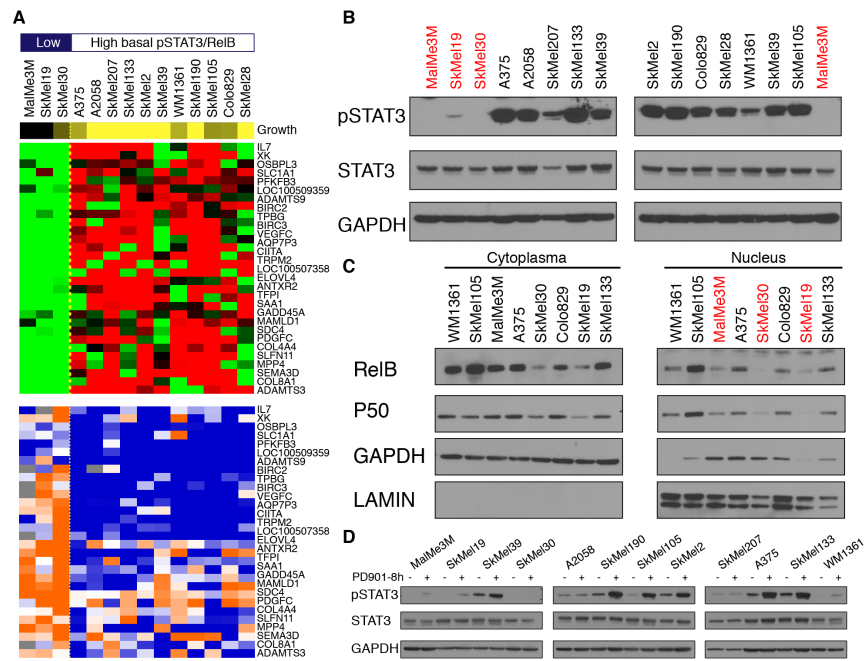 A
Low
High basal pSTAT3/RelB
MalMe3M
SkMel19
SkMel30
A375
A2058
SkMel207
SkMel133
SkMel2
SkMel39
WM1361
SkMel190
SkMel105
Colo829
SkMel28
Growth
IL7
XK
OSBPL3
SLC1A1
PFKFB3
LOC100509359
ADAMTS9
BIRC2
TPBG
BIRC3
VEGFC
AQP7P3
CIITA
TRPM2
LOC100507358
ELOVL4
ANTXR2
TFPI
SAA1
GADD45A
MAMLD1
SDC4
PDGFC
COL4A4
SLFN11
MPP4
SEMA3D
COL8A1
ADAMTS3
IL7
XK
OSBPL3
SLC1A1
PFKFB3
LOC100509359
ADAMTS9
BIRC2
TPBG
BIRC3
VEGFC
AQP7P3
CIITA
TRPM2
LOC100507358
ELOVL4
ANTXR2
TFPI
SAA1
GADD45A
MAMLD1
SDC4
PDGFC
COL4A4
SLFN11
MPP4
SEMA3D
COL8A1
ADAMTS3
B
MalMe3M
SkMel19
SkMel30
A375
A2058
SkMel207
SkMel133
SkMel39
SkMel2
SkMel190
Colo829
SkMel28
WM1361
SkMel39
SkMel105
MalMe3M
pSTAT3
STAT3
GAPDH
C
Cytoplasma
Nucleus
WM1361
SkMel105
MalMe3M
A375
SkMel30
Colo829
SkMel19
SkMel133
WM1361
SkMel105
MalMe3M
A375
SkMel30
Colo829
SkMel19
SkMel133
RelB
P50
GAPDH
LAMIN
D
MalMe3M
SkMel19
SkMel39
SkMel30
A2058
SkMel190
SkMel105
SkMel2
SkMel207
A375
SkMel133
WM1361
PD901-8h - + - + - + - + - + - + - + - + - + - + - + - +
pSTAT3
STAT3
GAPDH